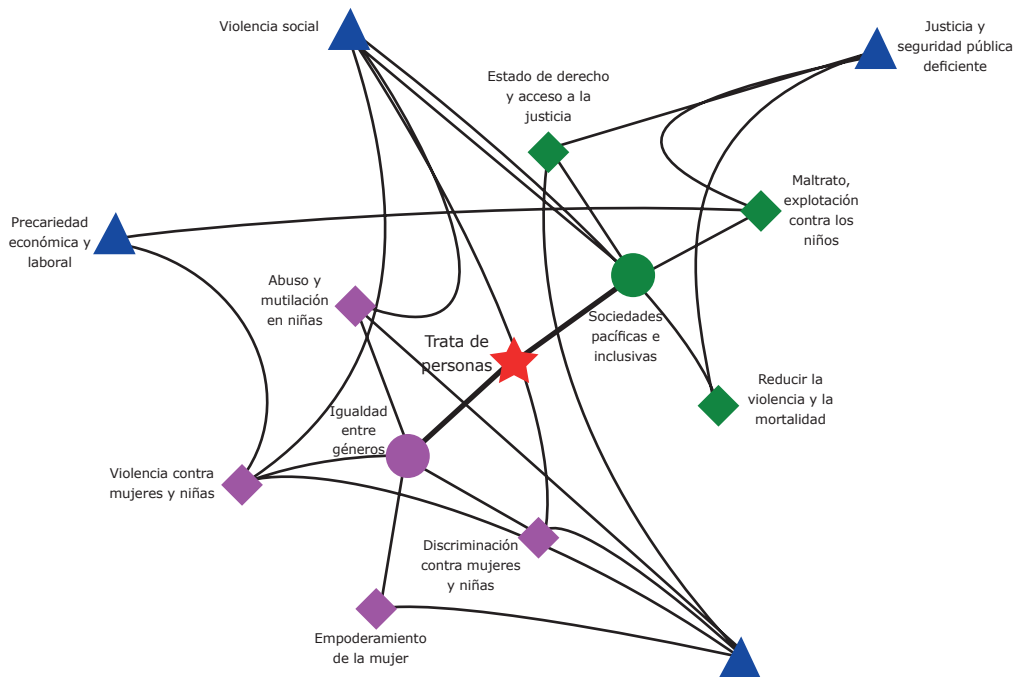 Violencia social
Justicia y
seguridad pública
deficiente
Estado de derecho
y acceso a la
justicia
Maltrato,
explotación
contra los
niños
Precariedad
económica y
laboral
Abuso y
mutilación
en niñas
Sociedades
pacíficas e
inclusivas
Trata de
personas
Reducir la
violencia y la
mortalidad
Igualdad
entre
géneros
Violencia contra
mujeres y niñas
Discriminación
contra mujeres
y niñas
Empoderamiento
de la mujer